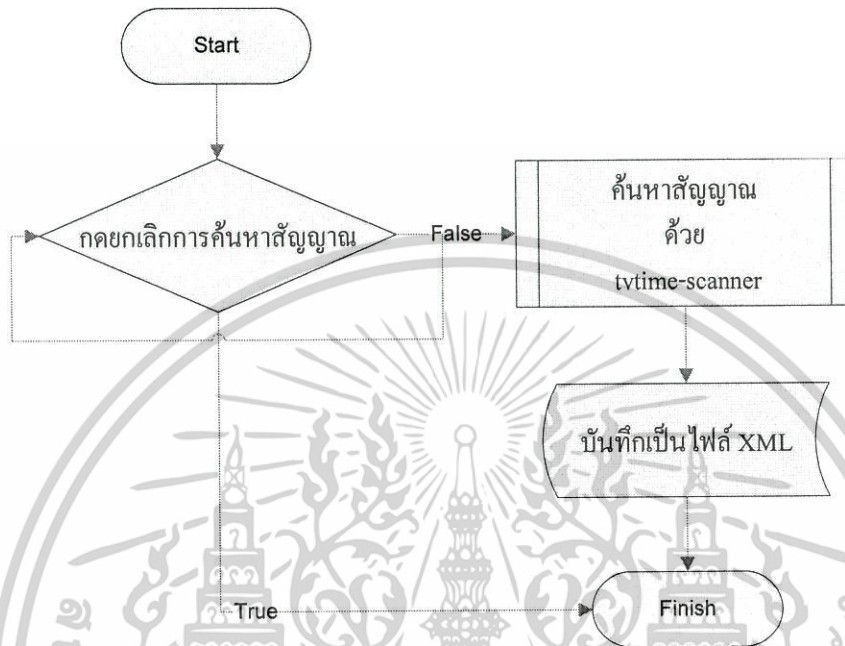 Start
กดยกเลิกการค้นหาสัญญาณ
False
ค้นหาสัญญาณ
ด้วย
tvtime-scanner
บันทึกเป็นไฟล์ XML
True
Finish